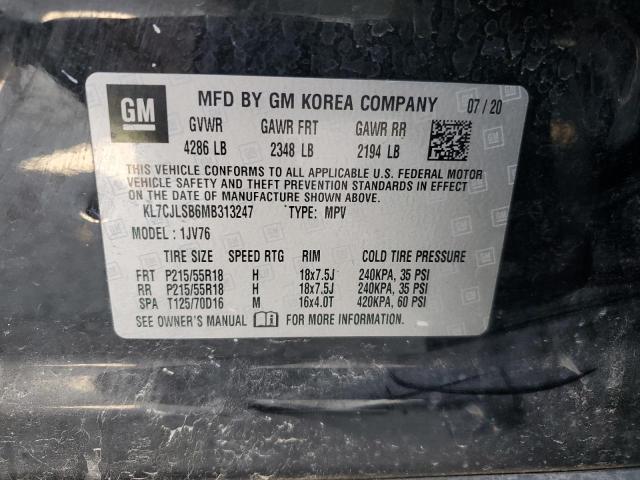 GM MFD BY GM KOREA COMPANY 07/20
GVWR GAWR FRT GAWR RR
4286 LB 2348 LB 2194 LB
THIS VEHICLE CONFORMS TO ALL APPLICABLE U.S. FEDERAL MOTOR
VEHICLE SAFETY AND THEFT PREVENTION STANDARDS IN EFFECT
ON THE DATE OF MANUFACTURE SHOWN ABOVE.
KL7CJLSB6MB313247 TYPE: MPV
MODEL : 1JV76
TIRE SIZE SPEED RTG RIM COLD TIRE PRESSURE
FRT P215/55R18 H 18x7.5J 240KPA, 35 PSI
RR P215/55R18 H 18x7.5J 240KPA, 35 PSI
SPA T125/70D16 M 16x4.0T 420KPA, 60 PSI
SEE OWNER'S MANUAL FOR MORE INFORMATION.